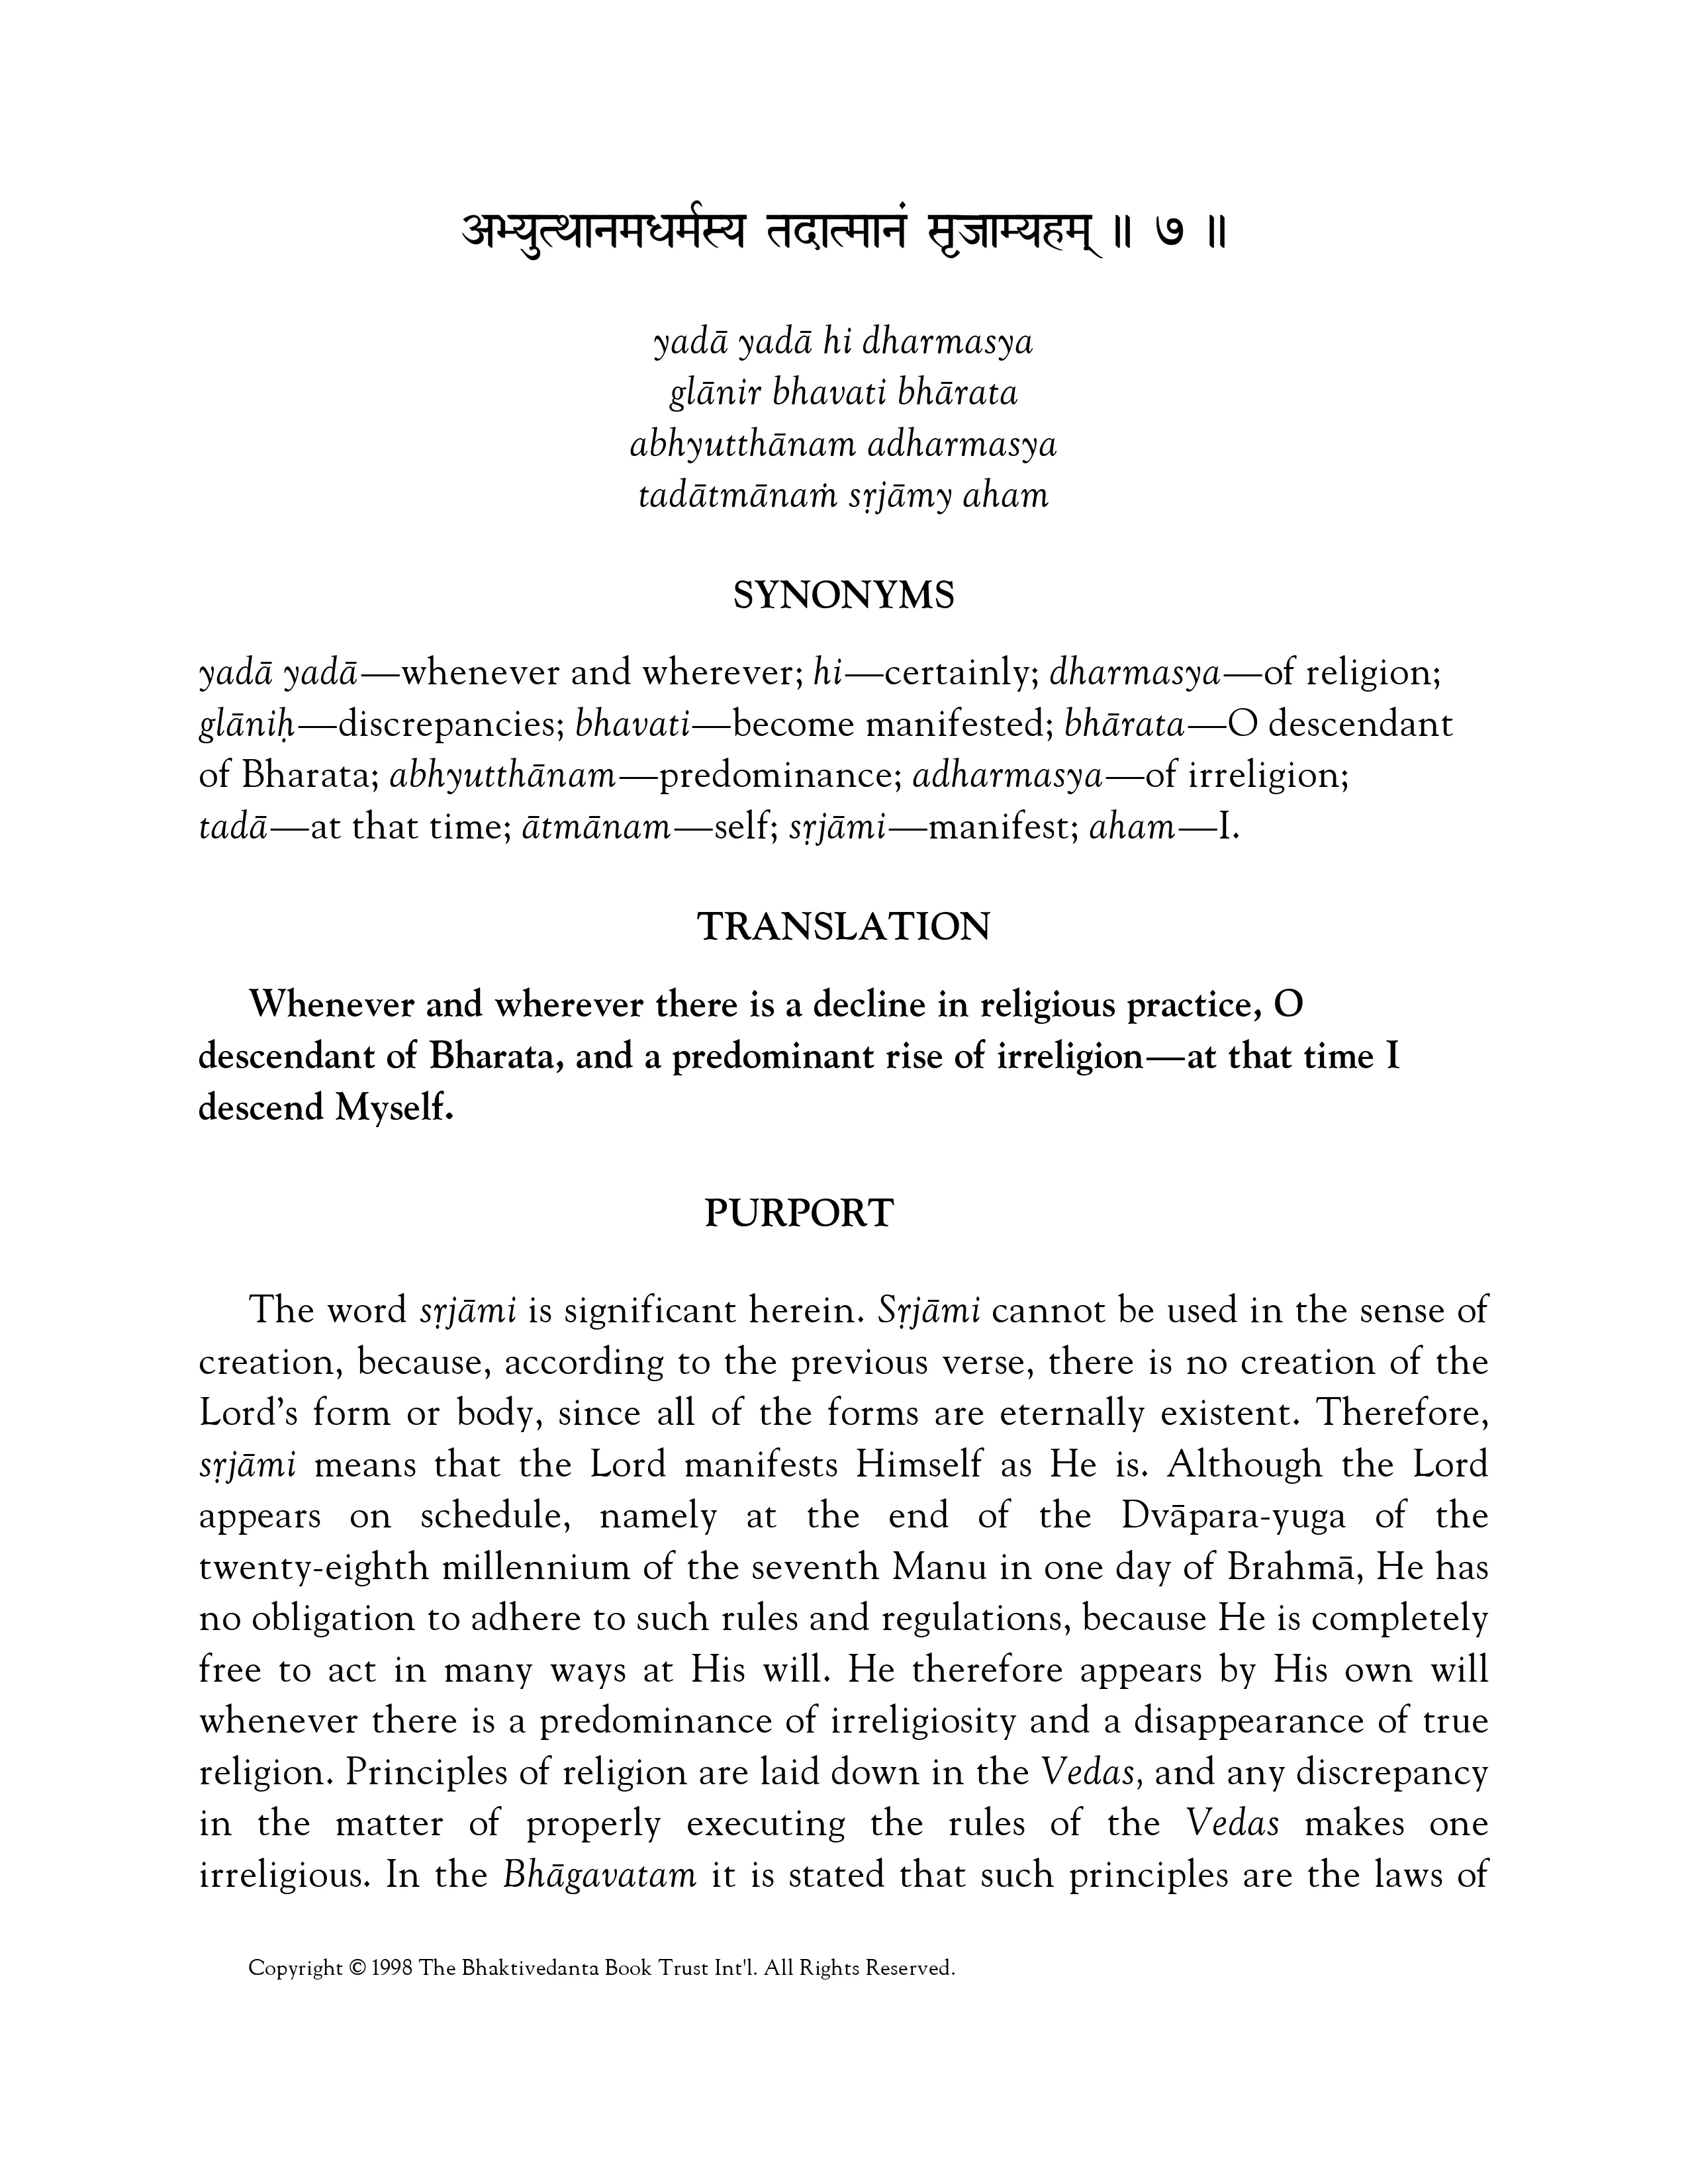 अभ्युत्थानमधर्मस्य तदात्मानं सृजाम्यहम् ॥ ७ ॥
yadā yadā hi dharmasya
glānir bhavati bhārata
abhyutthānam adharmasya
tadātmānaṁ sṛjāmy aham
SYNONYMS
yadā yadā—whenever and wherever; hi—certainly; dharmasya—of religion;
glāniḥ—discrepancies; bhavati—become manifested; bhārata—O descendant
of Bharata; abhyutthānam—predominance; adharmasya—of irreligion;
tadā—at that time; ātmānam—self; sṛjāmi—manifest; aham—I.
TRANSLATION
Whenever and wherever there is a decline in religious practice, O
descendant of Bharata, and a predominant rise of irreligion—at that time I
descend Myself.
PURPORT
The word sṛjāmi is significant herein. Sṛjāmi cannot be used in the sense of
creation, because, according to the previous verse, there is no creation of the
Lord’s form or body, since all of the forms are eternally existent. Therefore,
sṛjāmi means that the Lord manifests Himself as He is. Although the Lord
appears on schedule, namely at the end of the Dvāpara-yuga of the
twenty-eighth millennium of the seventh Manu in one day of Brahmā, He has
no obligation to adhere to such rules and regulations, because He is completely
free to act in many ways at His will. He therefore appears by His own will
whenever there is a predominance of irreligiosity and a disappearance of true
religion. Principles of religion are laid down in the Vedas, and any discrepancy
in the matter of properly executing the rules of the Vedas makes one
irreligious. In the Bhāgavatam it is stated that such principles are the laws of
Copyright © 1998 The Bhaktivedanta Book Trust Int'l. All Rights Reserved.